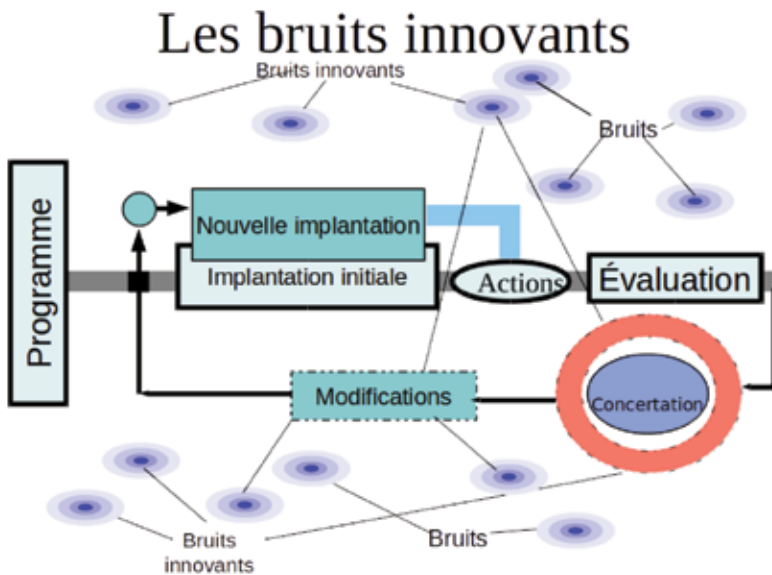 Les bruits innovants
Bruits innovants
Bruits
Programme
Nouvelle implantation
Implantation initiale
Actions
Évaluation
Modifications
Concertation
Bruits
innovants
Bruits